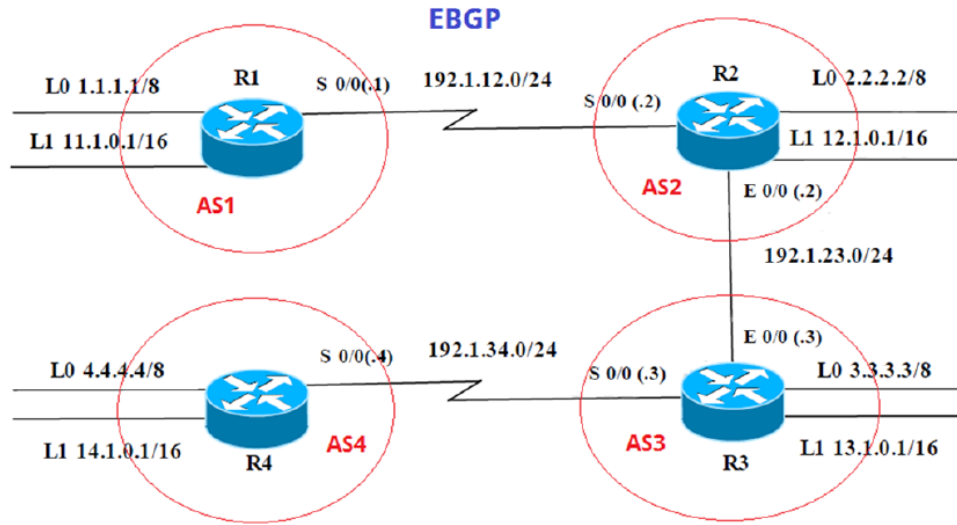 EBGP
R1
L0 1.1.1.1/8
S 0/0(.1)
L1 11.1.0.1/16
AS1
192.1.12.0/24
R2
S 0/0 (.2)
L0 2.2.2.2/8
L1 12.1.0.1/16
AS2
E 0/0 (.2)
192.1.23.0/24
L0 4.4.4.4/8
S 0/0(.4)
L1 14.1.0.1/16
AS4
R4
192.1.34.0/24
E 0/0 (.3)
S 0/0 (.3)
L0 3.3.3.3/8
AS3
L1 13.1.0.1/16
R3